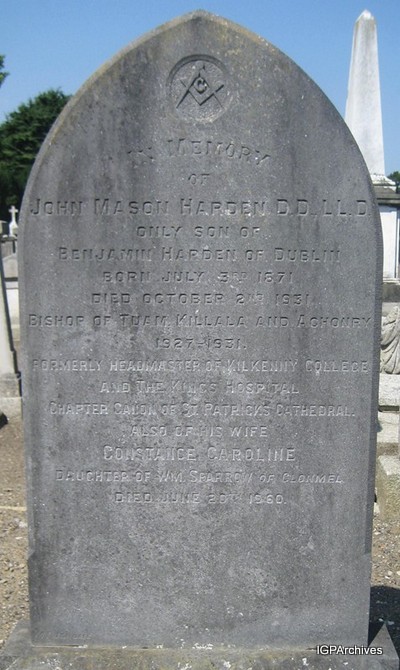 G
In Memory
of
John Mason Harden D.D. LL.D
only son of
Benjamin Harden of Dublin
born July 3rd 1871
died October 2nd 1931
Bishop of Tuam, Killala and Achonry
1927-1931.
Formerly Headmaster of Kilkenny College
and The King's Hospital
Chapter Canon of St. Patrick's Cathedral.
Also of his wife
Constance Caroline
Daughter of Wm. Sparrow of Clonmel
Died June 20th 1960.
IGPArchives